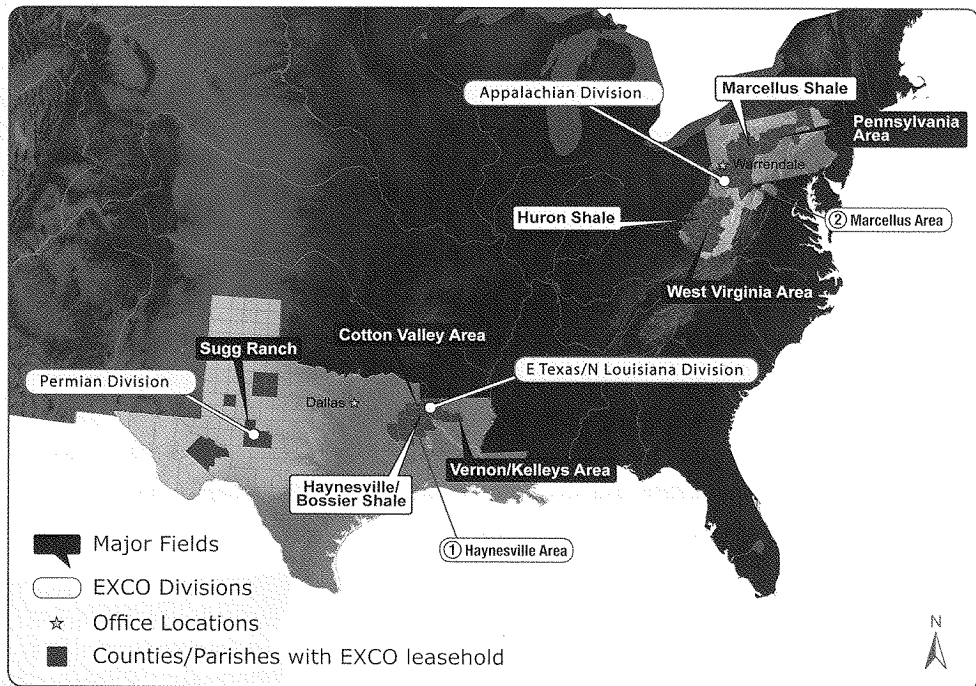 Appalachian Division
Marcellus Shale
Pennsylvania
Area
Warrendale
Huron Shale
② Marcellus Area
West Virginia Area
Cotton Valley Area
Sugg Ranch
E Texas/N Louisiana Division
Permian Division
Dallas
Vernon/Kelleys Area
Haynesville/
Bossier Shale
① Haynesville Area
Major Fields
EXCO Divisions
Office Locations
Counties/Parishes with EXCO leasehold
N